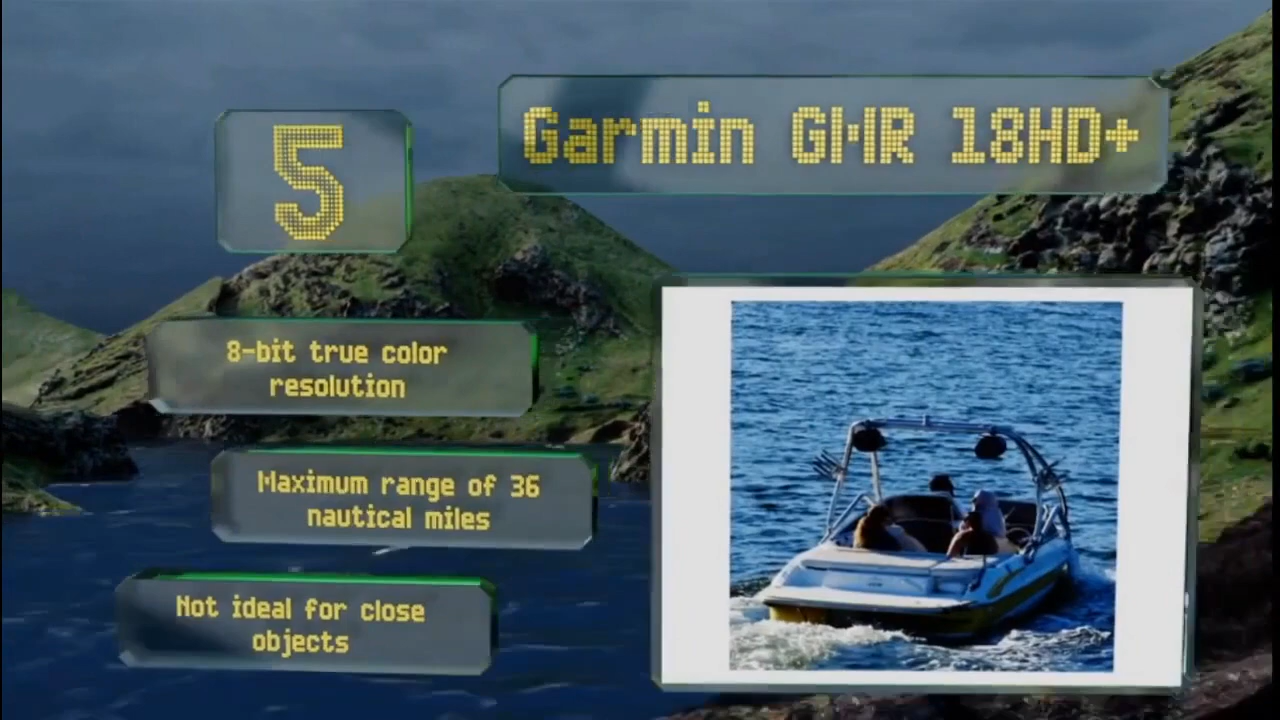 5
Garmin GMR 18HD+
8-bit true color
resolution
Maximum range of 36
nautical miles
Not ideal for close
objects